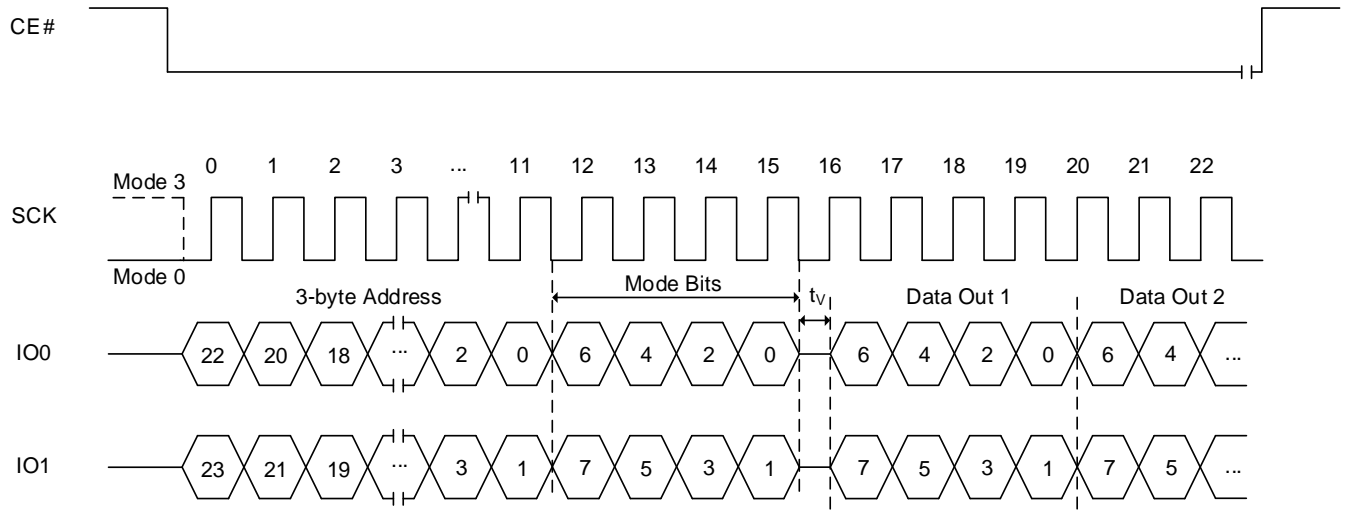 CE#
0 1 2 3 ... 11 12 13 14 15 16 17 18 19 20 21 22
Mode 3
SCK
Mode 0
3-byte Address Mode Bits tV Data Out 1 Data Out 2
IO0 22 20 18 ... 2 0 6 4 2 0 6 4 2 0 6 4 ...
IO1 23 21 19 ... 3 1 7 5 3 1 7 5 3 1 7 5 ...